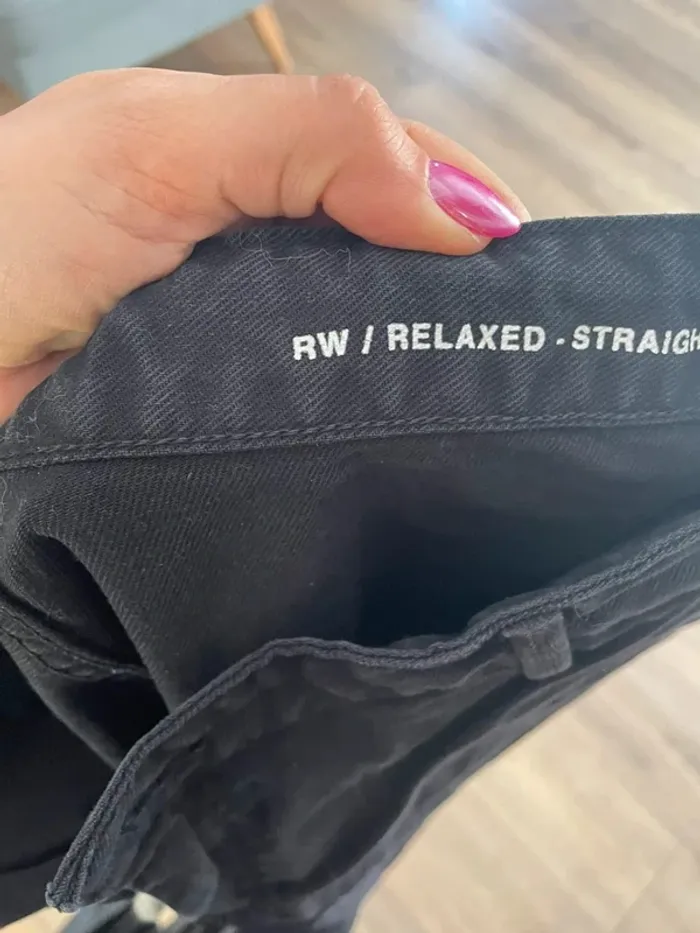 RW / RELAXED - STRAIGH